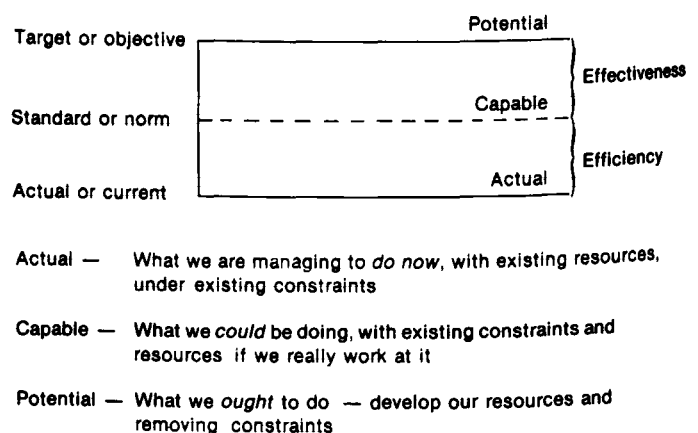 Target or objective
Potential
Effectiveness
Standard or norm
Capable
Efficiency
Actual or current
Actual
Actual — What we are managing to do now, with existing resources,
under existing constraints
Capable — What we could be doing, with existing constraints and
resources if we really work at it
Potential — What we ought to do — develop our resources and
removing constraints